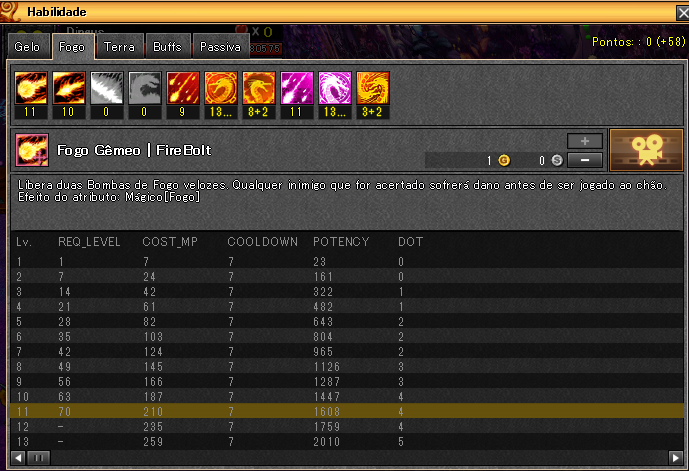 Habilidade
X 0
Gelo Fogo Terra Buffs Passiva
Pontos: : 0 (+58)
11 10 0 0 9 13... 8+2 11 13... 3+2
Fogo Gêmeo | FireBolt
1 G 0 S
Libera duas Bombas de Fogo velozes. Qualquer inimigo que for acertado sofrerá dano antes de ser jogado ao chão.
Efeito do atributo: Mágico[Fogo]
Lv. REQ_LEVEL COST_MP COOLDOWN POTENCY DOT
1 1 7 7 23 0
2 7 24 7 161 0
3 14 42 7 322 1
4 21 61 7 482 1
5 28 82 7 643 2
6 35 103 7 804 2
7 42 124 7 965 2
8 49 145 7 1126 3
9 56 166 7 1287 3
10 63 187 7 1447 4
11 70 210 7 1608 4
12 - 235 7 1759 4
13 - 259 7 2010 5